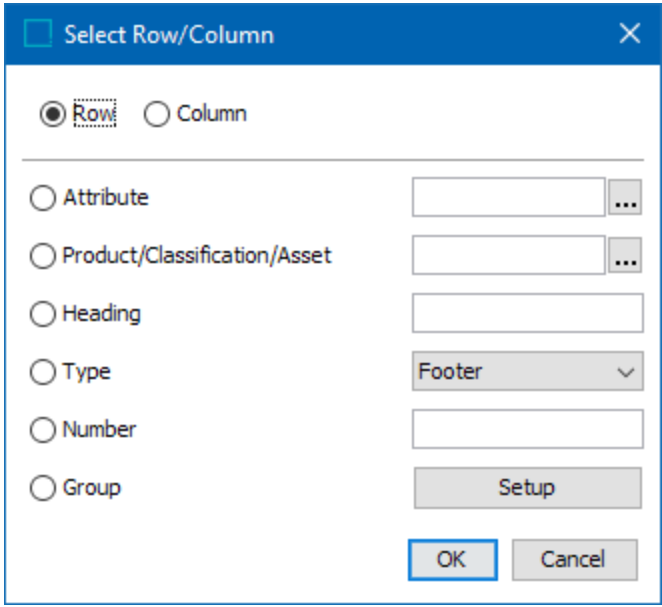 Select Row/Column
Row Column
Attribute ...
Product/Classification/Asset ...
Heading
Type Footer
Number
Group Setup
OK Cancel